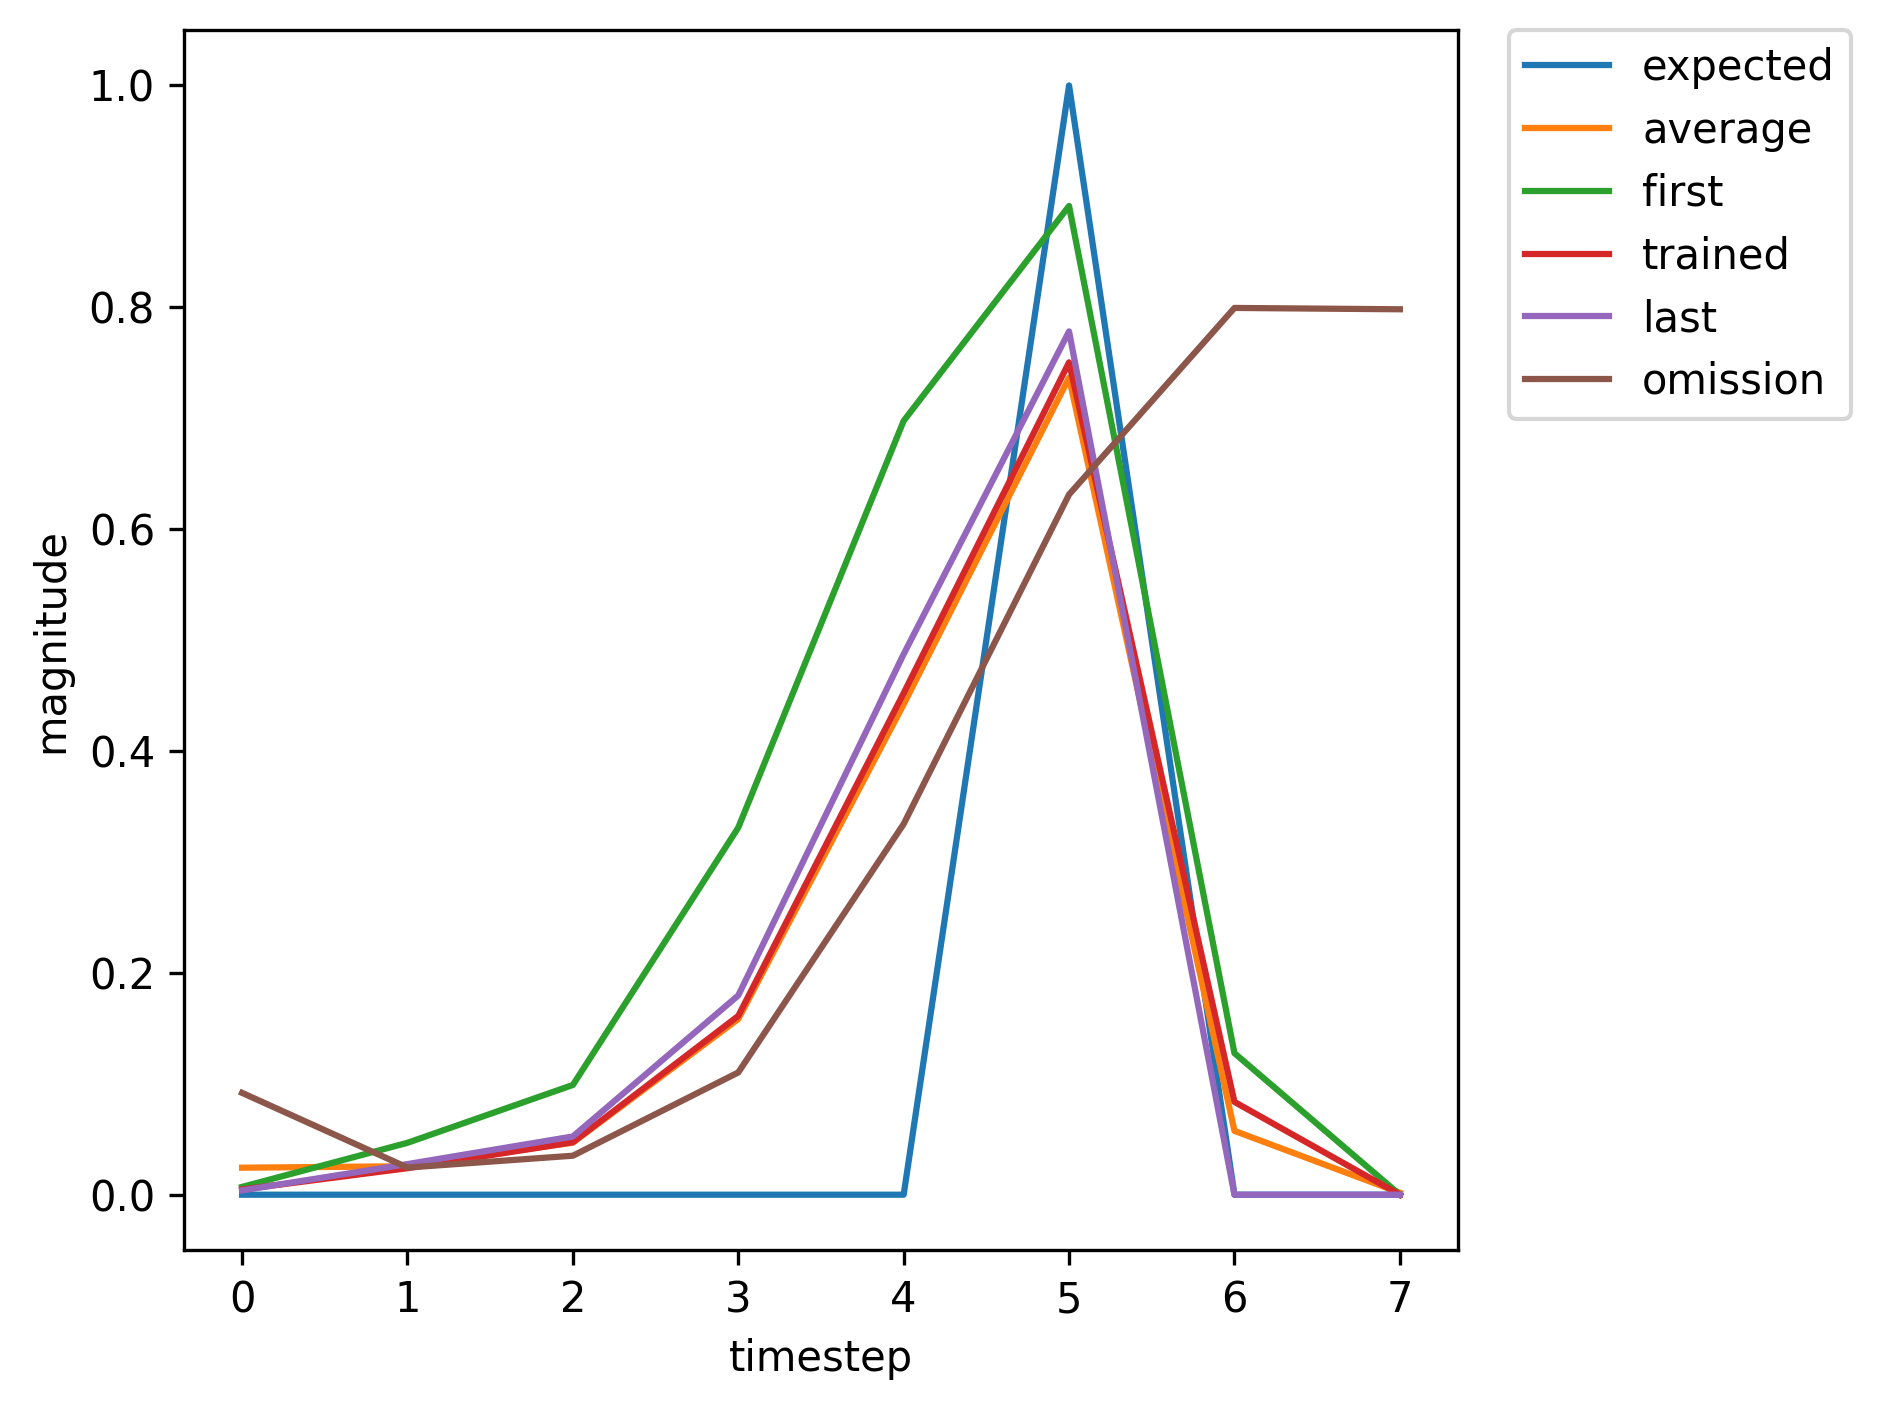 1.0
0.8
0.6
0.4
0.2
0.0
magnitude
0 1 2 3 4 5 6 7
timestep
expected
average
first
trained
last
omission